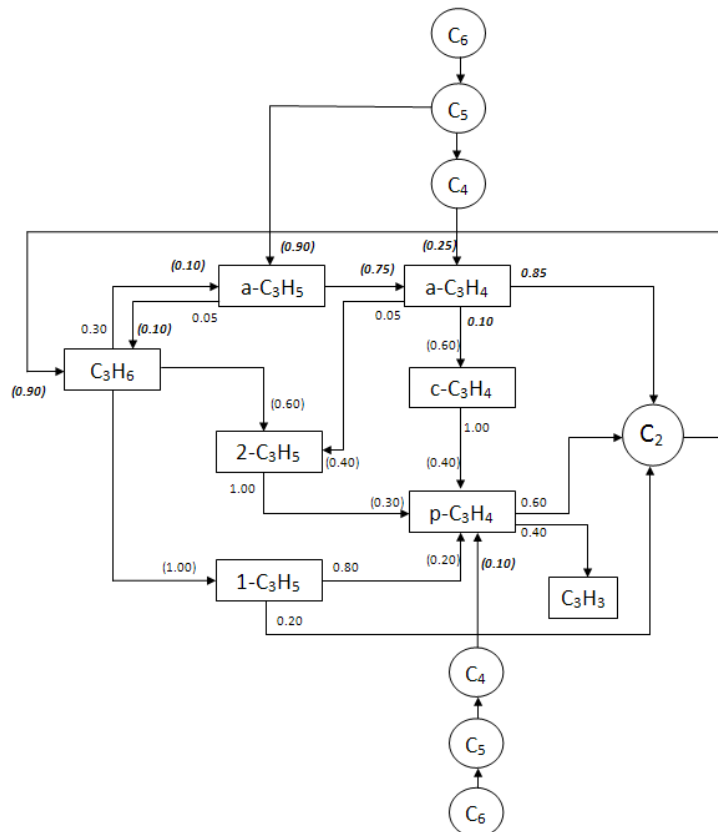 C₆
C₅
C₄
(0.90)
(0.25)
(0.10)
a-C₃H₅
(0.75)
a-C₃H₄
0.85
0.30
0.05
(0.10)
0.05
0.10
C₃H₆
(0.60)
c-C₃H₄
(0.90)
(0.60)
1.00
C₂
2-C₃H₅
(0.40)
(0.40)
1.00
(0.30)
p-C₃H₄
0.60
0.40
(1.00)
1-C₃H₅
0.80
(0.20)
(0.10)
C₃H₃
0.20
C₄
C₅
C₆